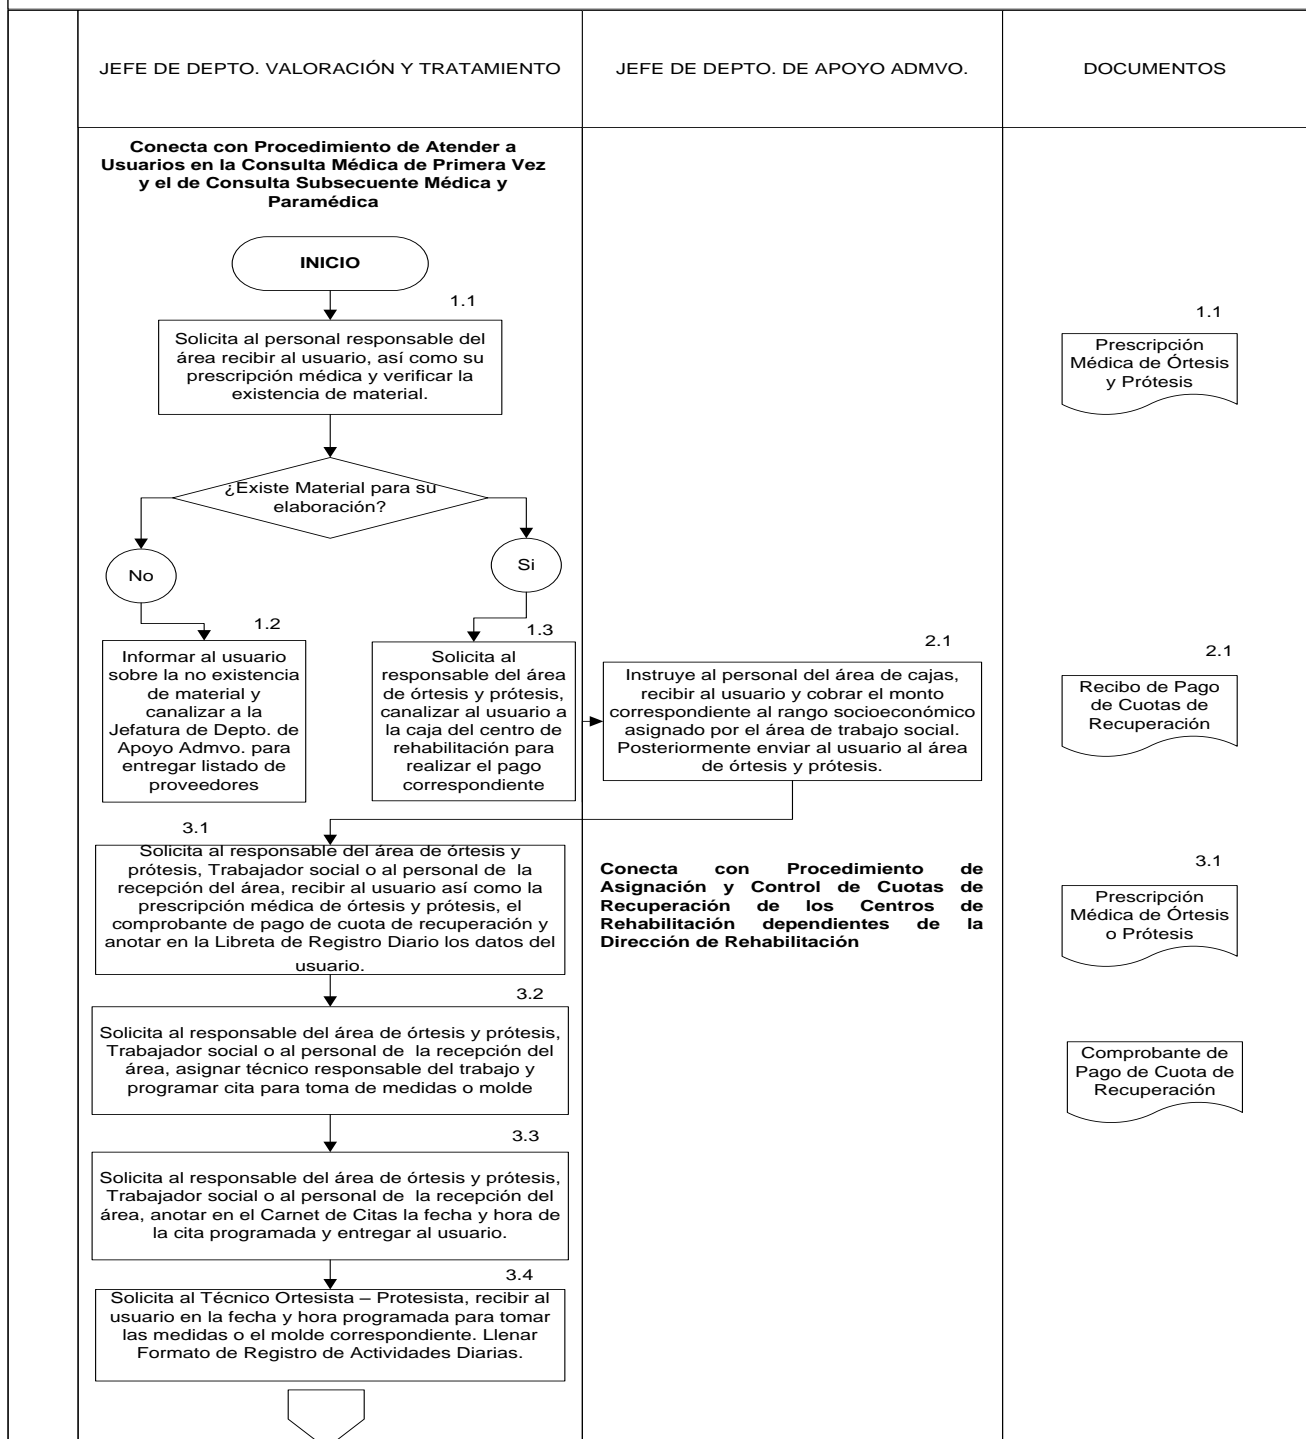 JEFE DE DEPTO. VALORACIÓN Y TRATAMIENTO
JEFE DE DEPTO. DE APOYO ADMVO.
DOCUMENTOS
Conecta con Procedimiento de Atender a
Usuarios en la Consulta Médica de Primera Vez
y el de Consulta Subsecuente Médica y
Paramédica
INICIO
1.1
Solicita al personal responsable del
área recibir al usuario, así como su
prescripción médica y verificar la
existencia de material.
1.1
Prescripción
Médica de Órtesis
y Prótesis
¿Existe Material para su
elaboración?
No
Si
1.2
Informar al usuario
sobre la no existencia
de material y
canalizar a la
Jefatura de Depto. de
Apoyo Admvo. para
entregar listado de
proveedores
1.3
Solicita al
responsable del área
de órtesis y prótesis,
canalizar al usuario a
la caja del centro de
rehabilitación para
realizar el pago
correspondiente
2.1
Instruye al personal del área de cajas,
recibir al usuario y cobrar el monto
correspondiente al rango socioeconómico
asignado por el área de trabajo social.
Posteriormente enviar al usuario al área
de órtesis y prótesis.
2.1
Recibo de Pago
de Cuotas de
Recuperación
3.1
Solicita al responsable del área de órtesis y
prótesis, Trabajador social o al personal de la
recepción del área, recibir al usuario así como la
prescripción médica de órtesis y prótesis, el
comprobante de pago de cuota de recuperación y
anotar en la Libreta de Registro Diario los datos del
usuario.
Conecta con Procedimiento de
Asignación y Control de Cuotas de
Recuperación de los Centros de
Rehabilitación dependientes de la
Dirección de Rehabilitación
3.1
Prescripción
Médica de Órtesis
o Prótesis
3.2
Solicita al responsable del área de órtesis y prótesis,
Trabajador social o al personal de la recepción del
área, asignar técnico responsable del trabajo y
programar cita para toma de medidas o molde
Comprobante de
Pago de Cuota de
Recuperación
3.3
Solicita al responsable del área de órtesis y prótesis,
Trabajador social o al personal de la recepción del
área, anotar en el Carnet de Citas la fecha y hora de
la cita programada y entregar al usuario.
3.4
Solicita al Técnico Ortesista – Protesista, recibir al
usuario en la fecha y hora programada para tomar
las medidas o el molde correspondiente. Llenar
Formato de Registro de Actividades Diarias.